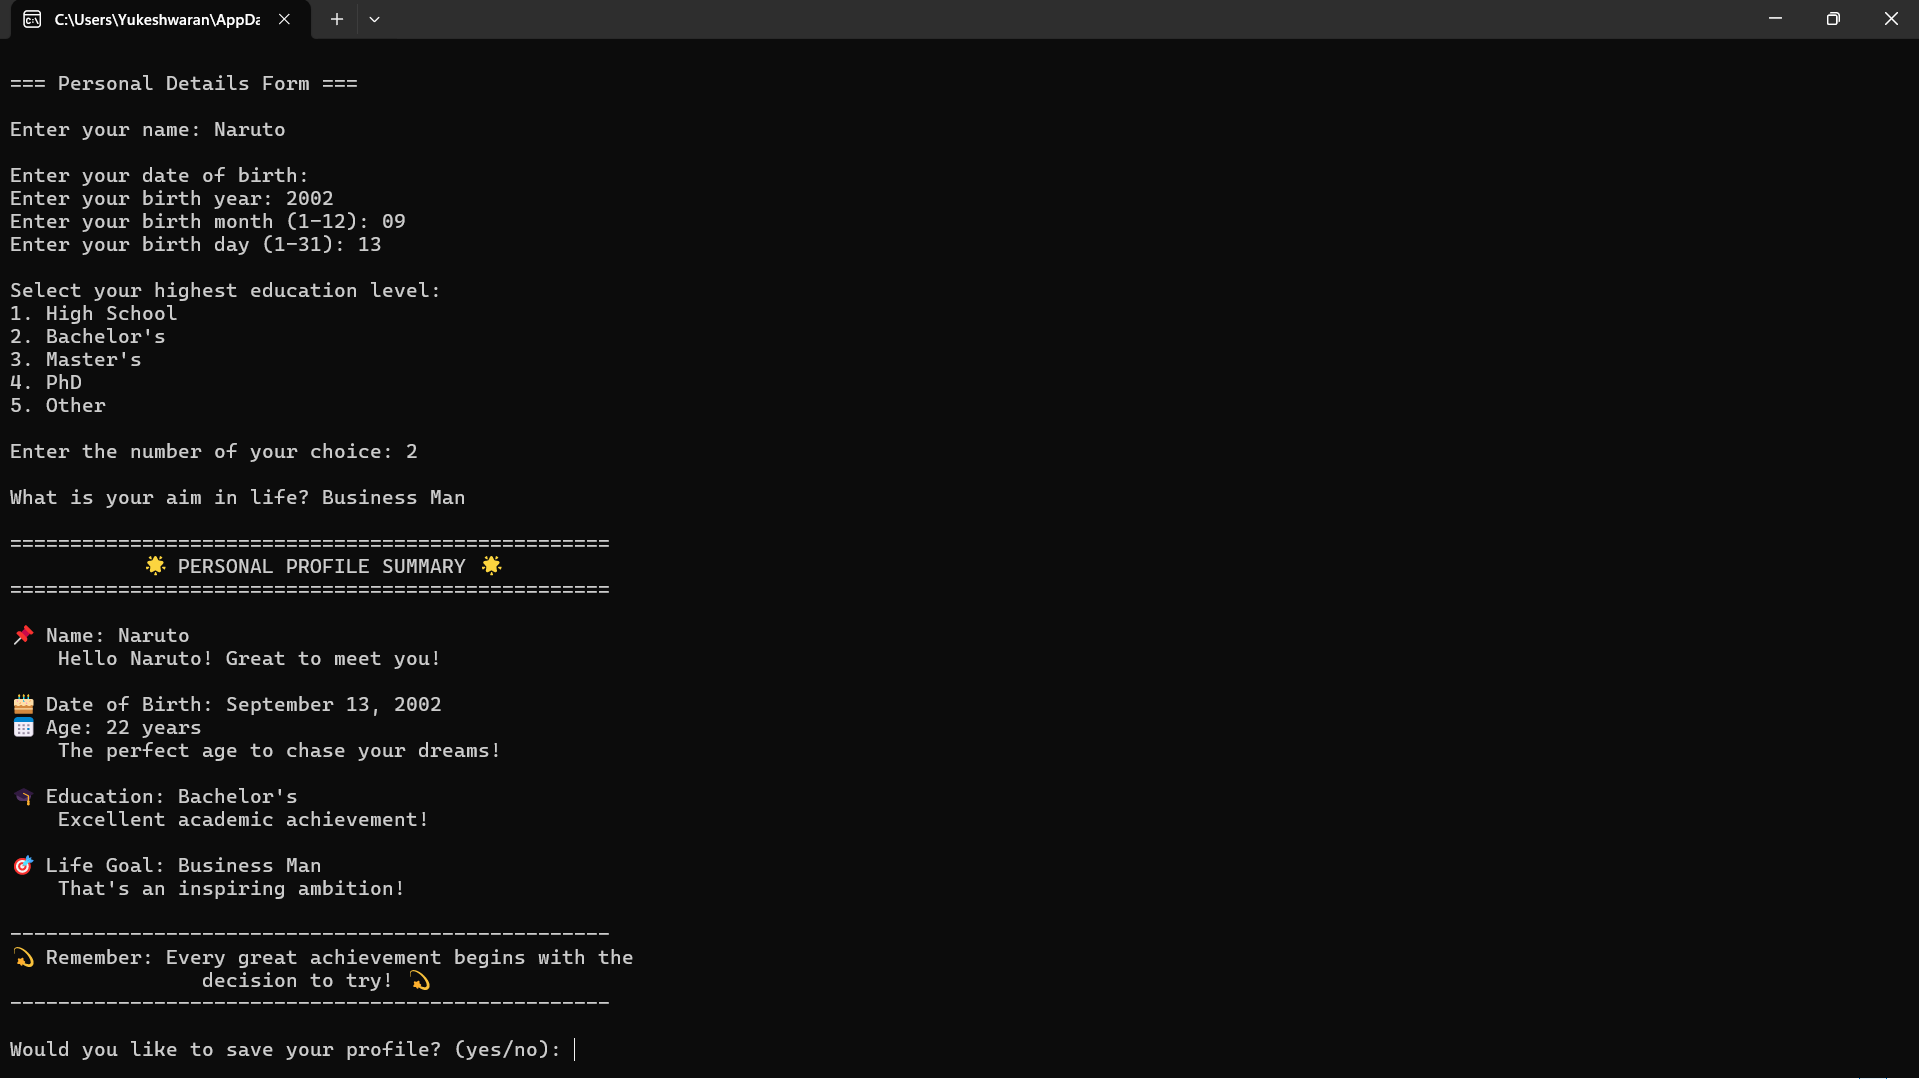 C:\Users\Yukeshwaran\AppDa
=== Personal Details Form ===
Enter your name: Naruto
Enter your date of birth:
Enter your birth year: 2002
Enter your birth month (1-12): 09
Enter your birth day (1-31): 13
Select your highest education level:
1. High School
2. Bachelor's
3. Master's
4. PhD
5. Other
Enter the number of your choice: 2
What is your aim in life? Business Man
==================================================
🌟 PERSONAL PROFILE SUMMARY 🌟
==================================================
📌 Name: Naruto
Hello Naruto! Great to meet you!
🎂 Date of Birth: September 13, 2002
📅 Age: 22 years
The perfect age to chase your dreams!
🎓 Education: Bachelor's
Excellent academic achievement!
🎯 Life Goal: Business Man
That's an inspiring ambition!
--------------------------------------------------
💫 Remember: Every great achievement begins with the
decision to try! 💫
--------------------------------------------------
Would you like to save your profile? (yes/no):